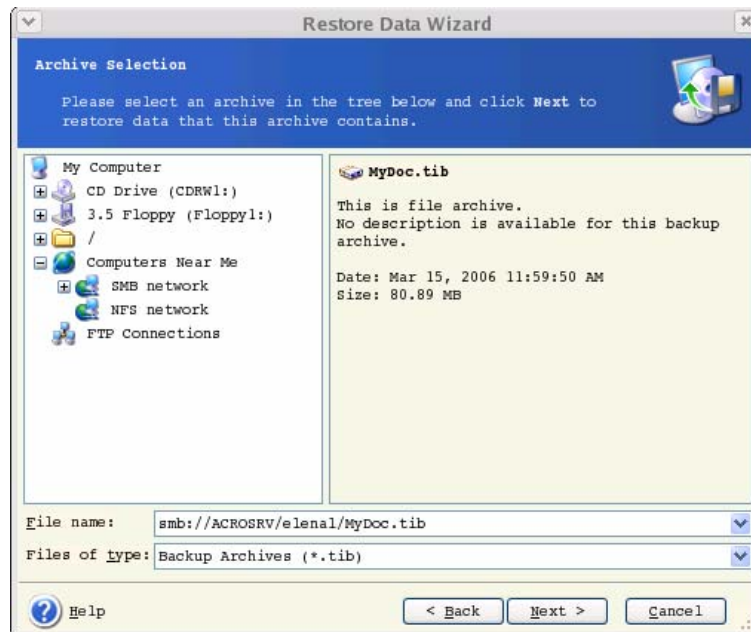 Restore Data Wizard
Archive Selection
Please select an archive in the tree below and click Next to
restore data that this archive contains.
My Computer
CD Drive (CDRW1:)
3.5 Floppy (Floppy1:)
/
Computers Near Me
SMB network
NFS network
FTP Connections
MyDoc.tib
This is file archive.
No description is available for this backup
archive.
Date: Mar 15, 2006 11:59:50 AM
Size: 80.89 MB
File name: smb://ACROSRV/elenal/MyDoc.tib
Files of type: Backup Archives (*.tib)
Help
< Back
Next >
Cancel